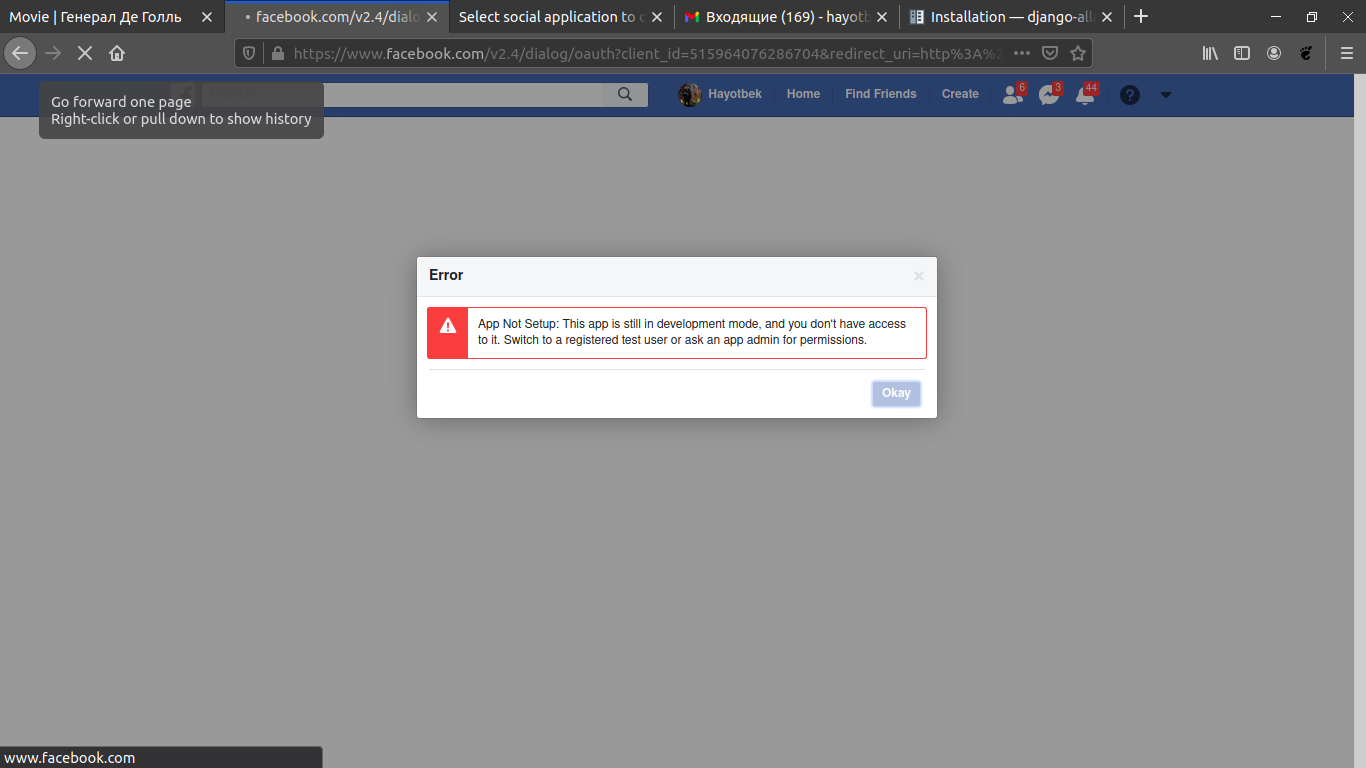 Movie | Генерал Де Голль
facebook.com/v2.4/dialo
Select social application to c
Входящие (169) - hayotb
Installation — django-all
https://www.facebook.com/v2.4/dialog/oauth?client_id=515964076286704&redirect_uri=http%3A%2
Go forward one page
Right-click or pull down to show history
Hayotbek
Home
Find Friends
Create
6
3
44
Error
App Not Setup: This app is still in development mode, and you don't have access
to it. Switch to a registered test user or ask an app admin for permissions.
Okay
www.facebook.com